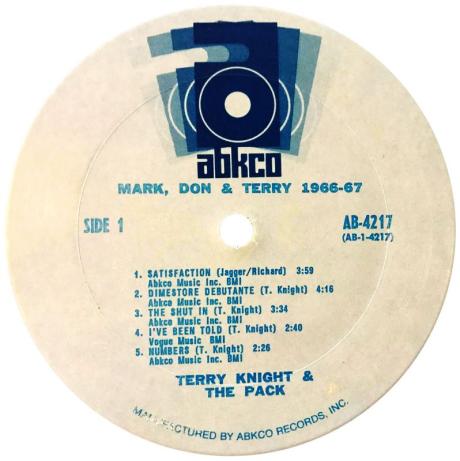 abkco
MARK, DON & TERRY 1966-67
SIDE 1
AB-4217
(AB-1-4217)
1. SATISFACTION (Jagger/Richard) 3:59
Abkco Music Inc. BMI
2. DIMESTORE DEBUTANTE (T. Knight) 4:16
Abkco Music Inc. BMI
3. THE SHUT IN (T. Knight) 3:34
Abkco Music Inc. BMI
4. I'VE BEEN TOLD (T. Knight) 2:40
Vogue Music BMI
5. NUMBERS (T. Knight) 2:26
Abkco Music Inc. BMI
TERRY KNIGHT &
THE PACK
MANUFACTURED BY ABKCO RECORDS, INC.